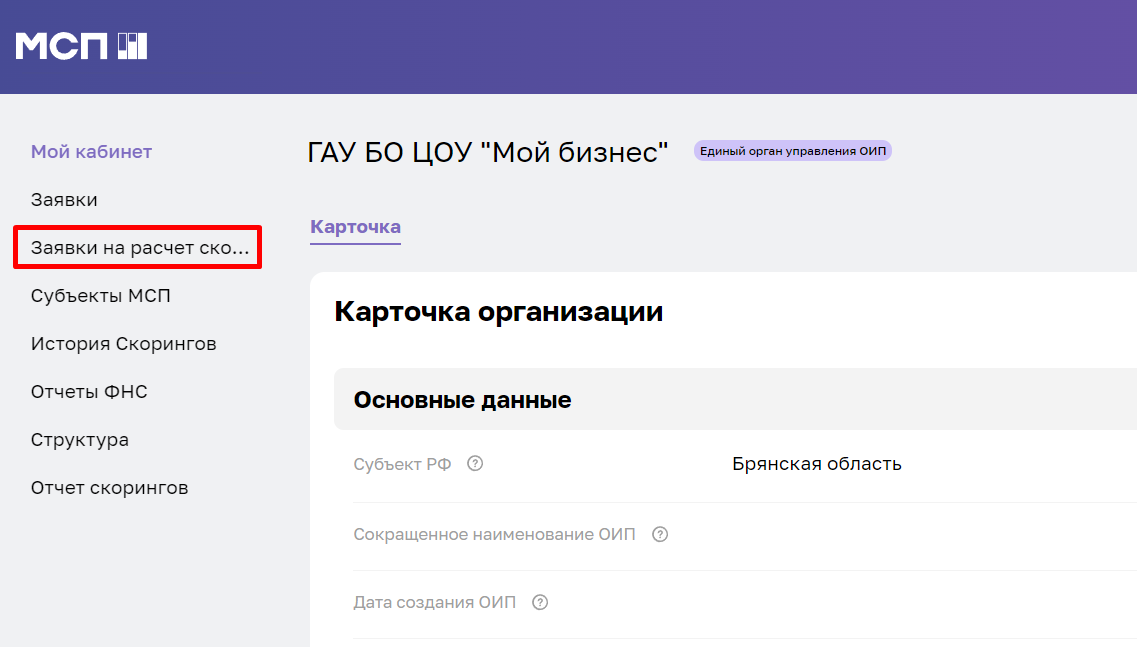 МСП
Мой кабинет
Заявки
Заявки на расчет ско...
Субъекты МСП
История Скорингов
Отчеты ФНС
Структура
Отчет скорингов
ГАУ БО ЦОУ "Мой бизнес"
Единый орган управления ОИП
Карточка
Карточка организации
Основные данные
Субъект РФ ?
Брянская область
Сокращенное наименование ОИП ?
Дата создания ОИП ?